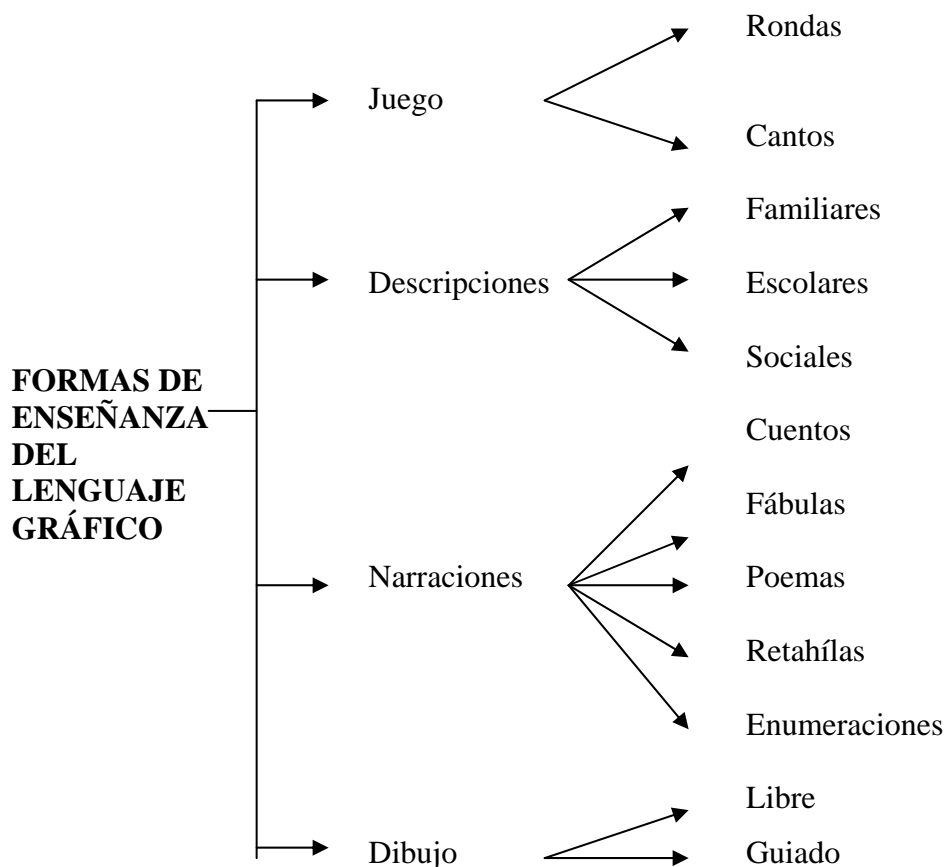 Rondas
Juego
Cantos
Familiares
Descripciones
Escolares
Sociales
FORMAS DE
ENSEÑANZA
DEL
LENGUAJE
GRÁFICO
Cuentos
Fábulas
Narraciones
Poemas
Retahílas
Enumeraciones
Libre
Dibujo
Guiado